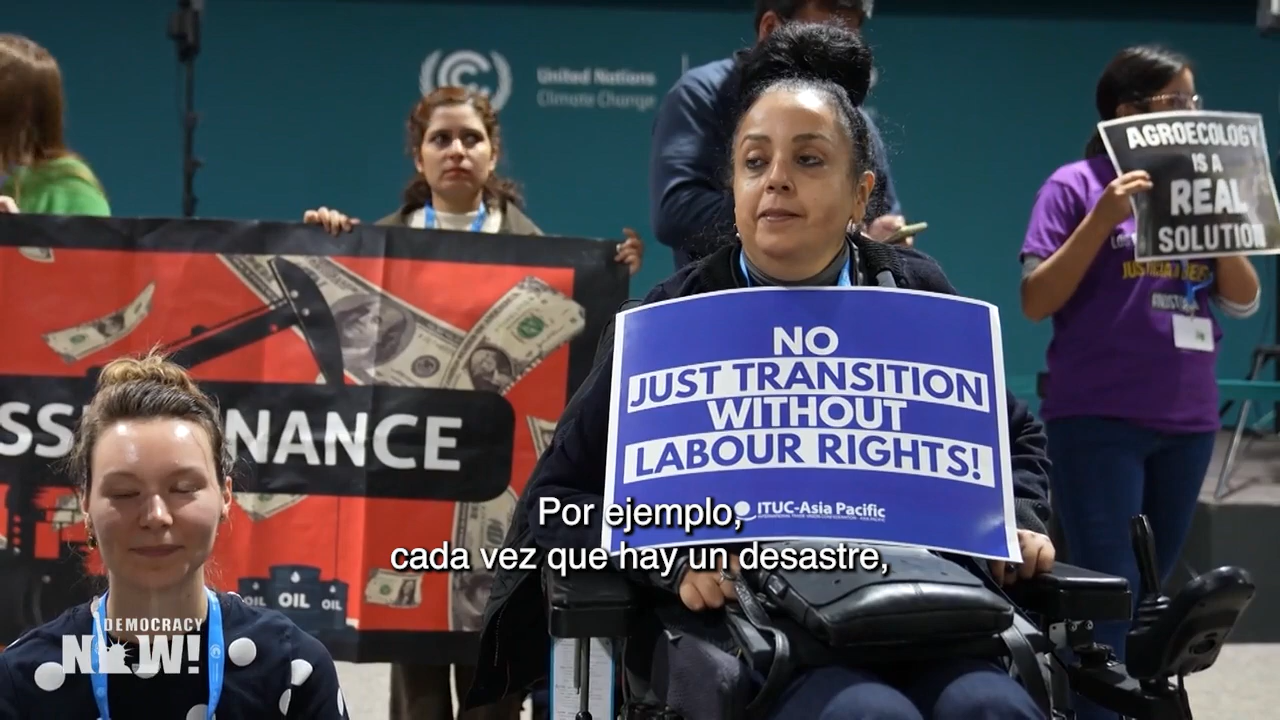 United Nations
Climate Change
AGROECOLOGY
IS A
REAL
SOLUTION
NO
JUST TRANSITION
WITHOUT
LABOUR RIGHTS!
ITUC-Asia Pacific
NANCE
OIL
OIL
OIL
Por ejemplo,
cada vez que hay un desastre,
DEMOCRACY
NOW!